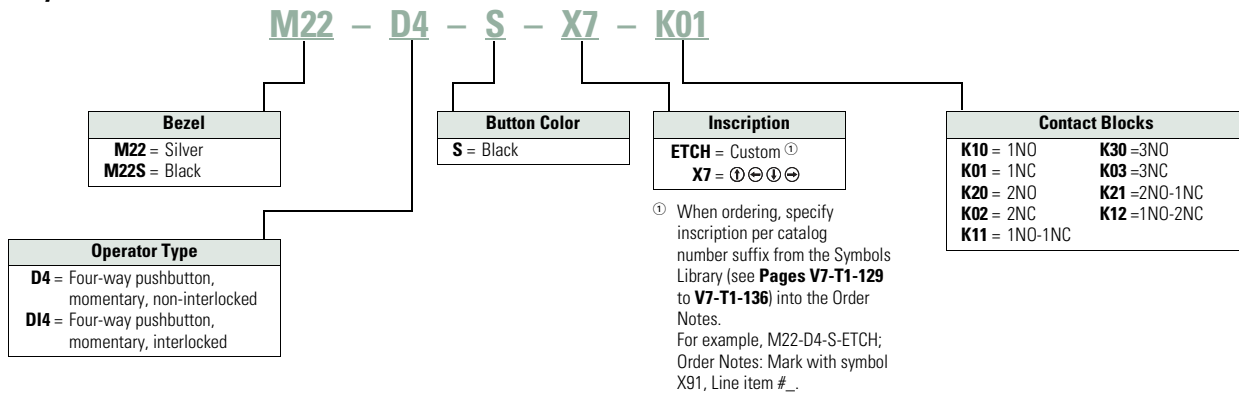 M22 – D4 – S – X7 – K01
Bezel
M22 = Silver
M22S = Black
Operator Type
D4 = Four-way pushbutton,
momentary, non-interlocked
DI4 = Four-way pushbutton,
momentary, interlocked
Button Color
S = Black
Inscription
ETCH = Custom ①
X7 = ⬆⬅⬇➡
① When ordering, specify
inscription per catalog
number suffix from the Symbols
Library (see Pages V7-T1-129
to V7-T1-136) into the Order
Notes.
For example, M22-D4-S-ETCH;
Order Notes: Mark with symbol
X91, Line item #_.
Contact Blocks
K10 = 1NO
K01 = 1NC
K20 = 2NO
K02 = 2NC
K11 = 1NO-1NC
K30 =3NO
K03 =3NC
K21 =2NO-1NC
K12 =1NO-2NC